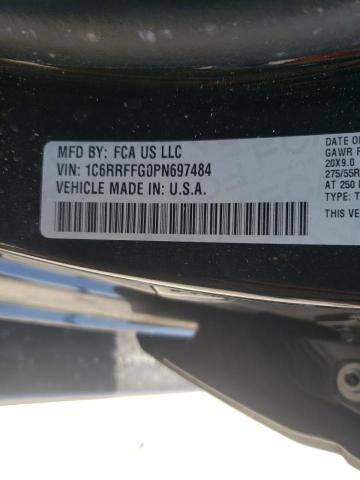 MFD BY: FCA US LLC
VIN: 1C6RRFFG0PN697484
VEHICLE MADE IN: U.S.A.
DATE OF
GAWR
20X9.0
275/55R
AT 250
TYPE: T
THIS VE